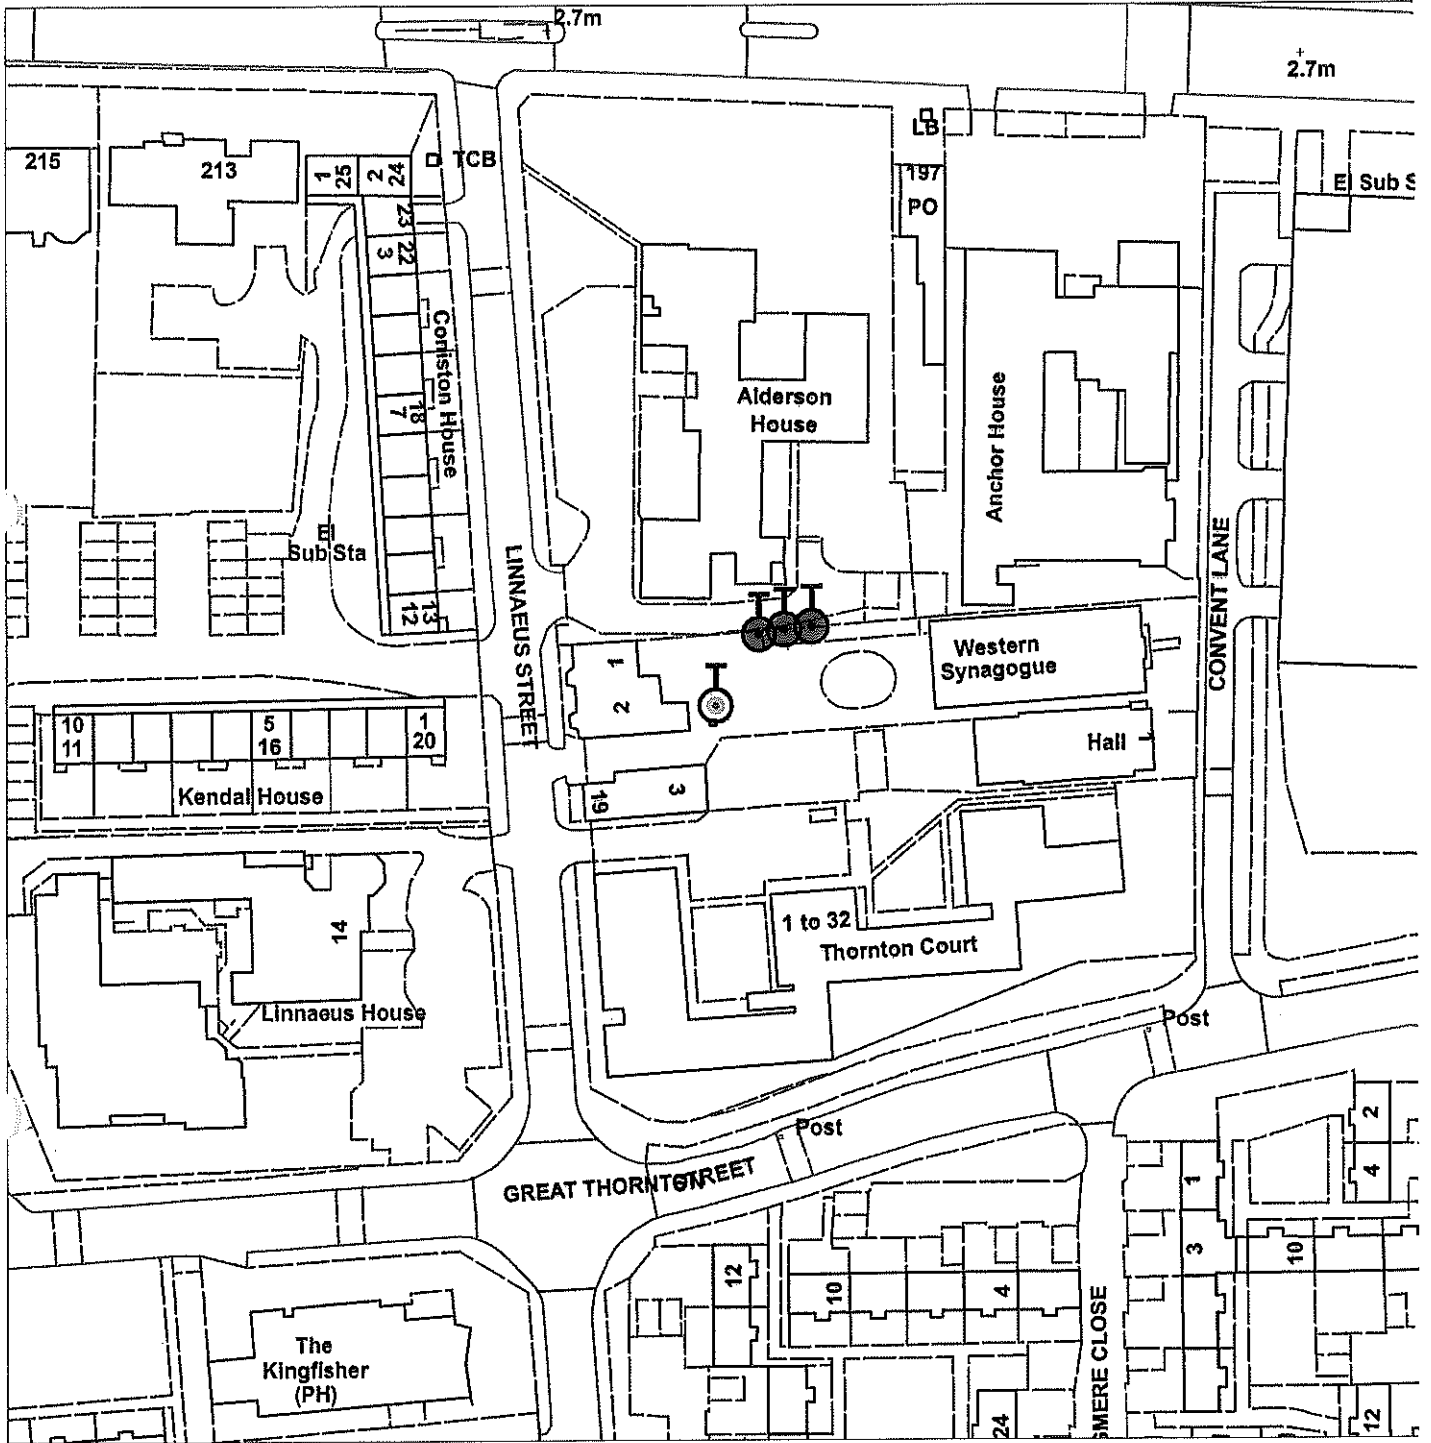 2.7m
2.7m
LB
TCB
215
213
1
25
2
24
197
PO
El Sub S
23
22
3
Coniston House
Alderson
House
18
7
Anchor House
El
Sub Sta
LINNAEUS STREET
CONVENT LANE
13
12
1
2
Western
Synagogue
10
11
5
16
1
20
Hall
Kendal House
19
3
14
1 to 32
Thornton Court
Linnaeus House
Post
Post
GREAT THORNTON
STREET
2
4
1
3
10
12
10
4
The
Kingfisher
(PH)
SMERE CLOSE
24
12